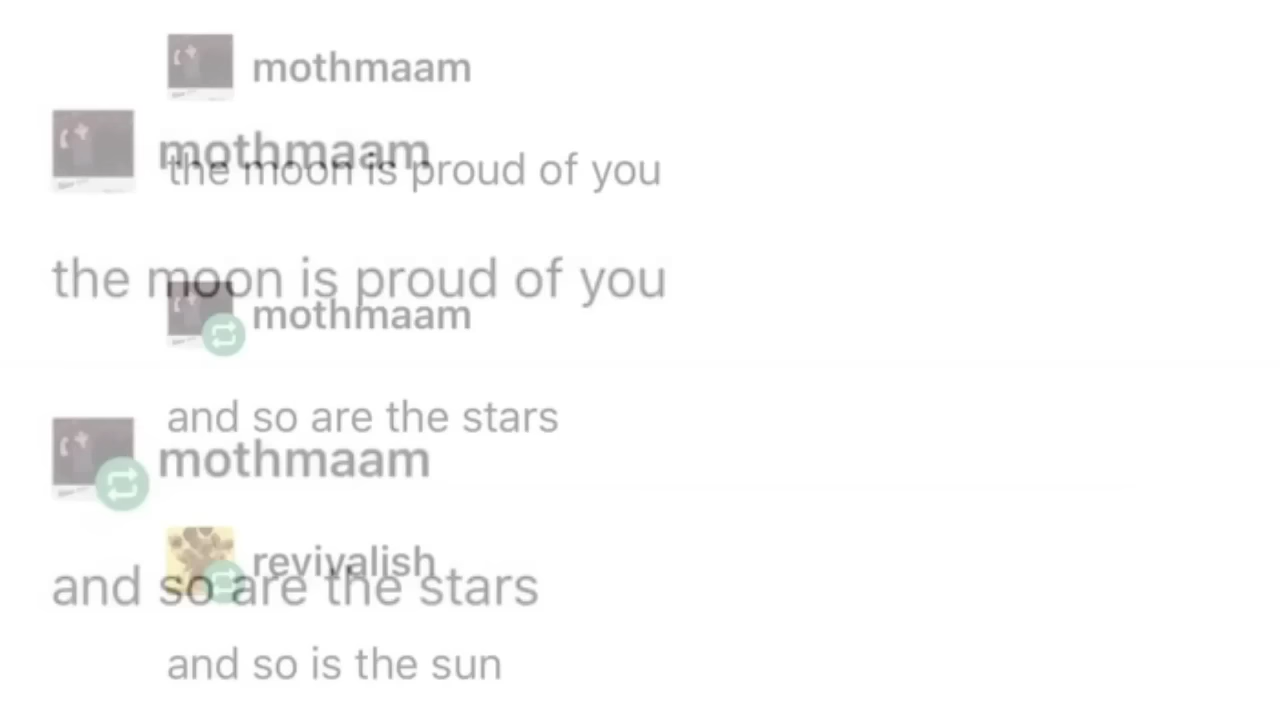 mothmaam
mothmaam
the moon is proud of you
the moon is proud of you
mothmaam
and so are the stars
mothmaam
revivalish
and so are the stars
and so is the sun